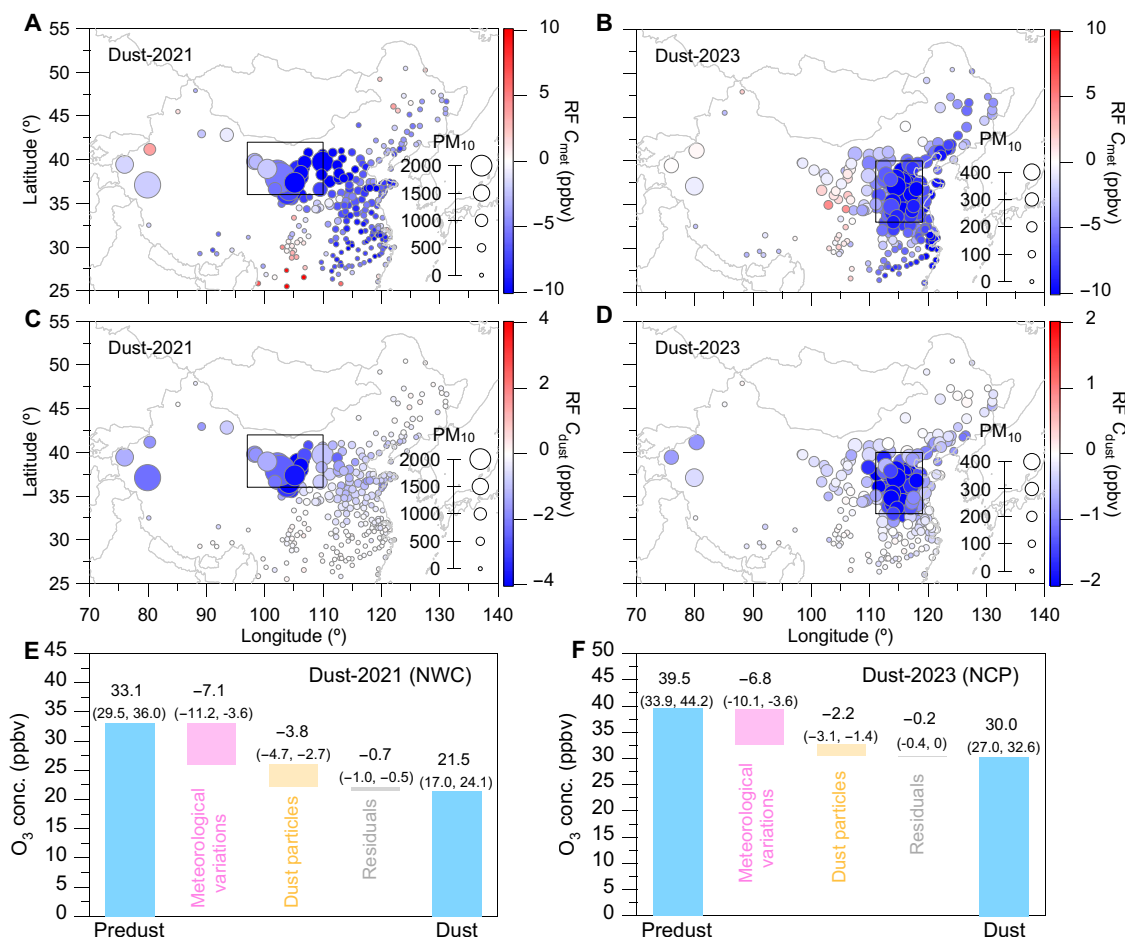 A
Dust-2021
55
50
45
40
35
30
25
Latitude (º)
PM10
2000
1500
1000
500
0
10
5
0
−5
−10
RF Cmet (ppbv)
B
Dust-2023
PM10
400
300
200
100
0
10
5
0
−5
−10
RF Cmet (ppbv)
C
Dust-2021
55
50
45
40
35
30
25
Latitude (º)
PM10
2000
1500
1000
500
0
4
2
0
−2
−4
RF Cdust (ppbv)
70 80 90 100 110 120 130 140
Longitude (º)
D
Dust-2023
PM10
400
300
200
100
0
2
1
0
−1
−2
RF Cdust (ppbv)
70 80 90 100 110 120 130 140
Longitude (º)
E
Dust-2021 (NWC)
45
40
35
30
25
20
15
10
5
0
O3 conc. (ppbv)
33.1
(29.5, 36.0)
−7.1
(−11.2, -3.6)
−3.8
(−4.7, −2.7)
−0.7
(−1.0, −0.5)
21.5
(17.0, 24.1)
Meteorological
variations
Dust particles
Residuals
Predust
Dust
F
Dust-2023 (NCP)
50
45
40
35
30
25
20
15
10
5
0
O3 conc. (ppbv)
39.5
(33.9, 44.2)
−6.8
(-10.1, -3.6)
−2.2
(−3.1, −1.4)
−0.2
(-0.4, 0)
30.0
(27.0, 32.6)
Meteorological
variations
Dust particles
Residuals
Predust
Dust